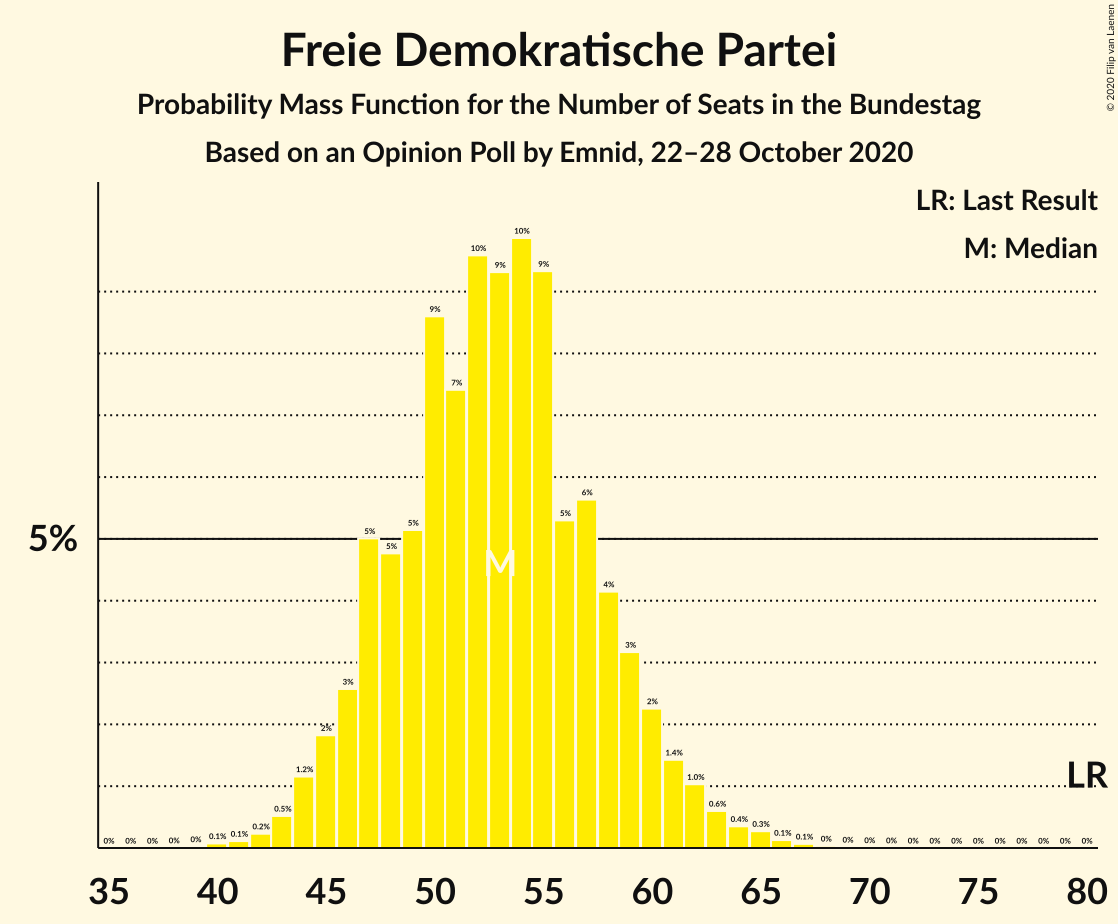 © 2020 Filip van Laenen
Freie Demokratische Partei
Probability Mass Function for the Number of Seats in the Bundestag
Based on an Opinion Poll by Emnid, 22–28 October 2020
LR: Last Result
M: Median
5%
0% 0% 0% 0% 0% 0.1% 0.1% 0.2% 0.5% 1.2% 2% 3% 5% 5% 5% 9% 7% 10% 9% 10% 9% 5% 6% 4% 3% 2% 1.4% 1.0% 0.6% 0.4% 0.3% 0.1% 0.1% 0% 0% 0% 0% 0% 0% 0% 0% 0% 0% 0% 0% 0%
M
LR
35 40 45 50 55 60 65 70 75 80